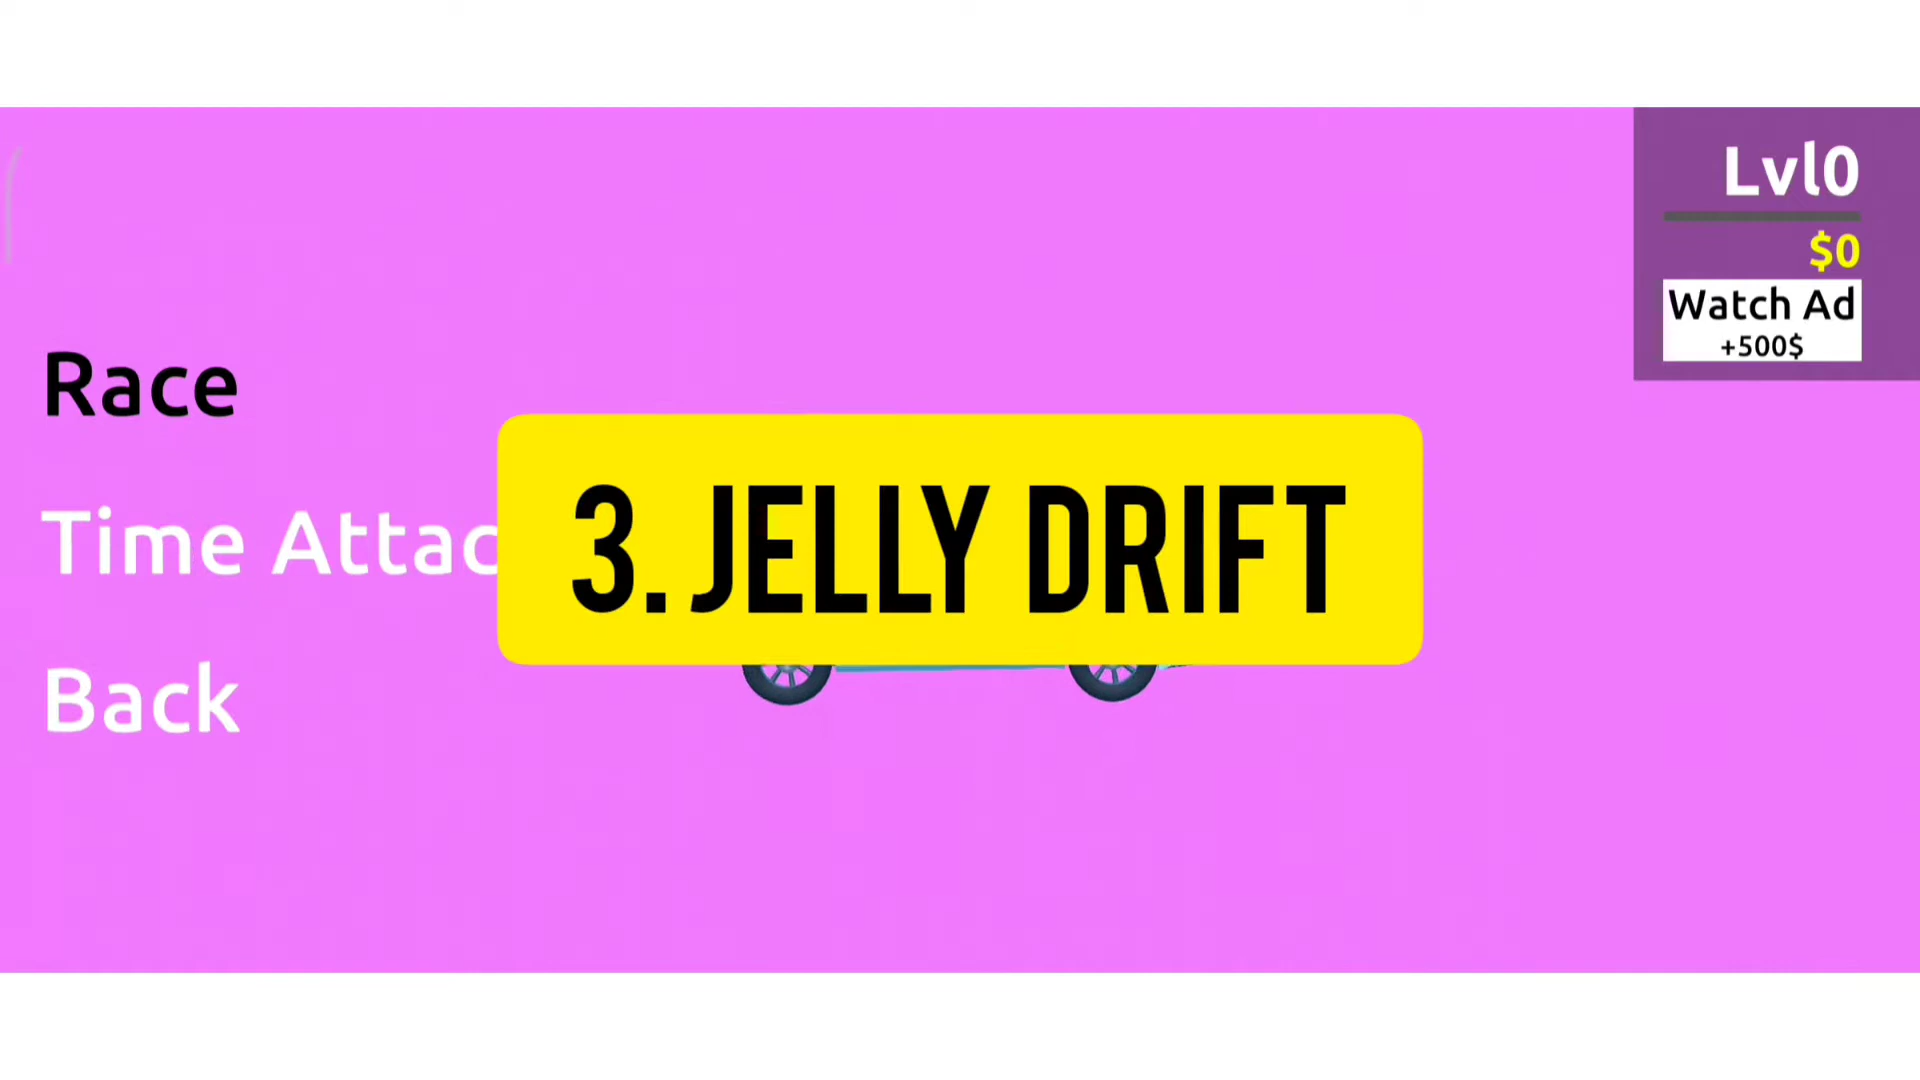 Lvl0
$0
Watch Ad
+500$
Race
Time Attac
Back
3. JELLY DRIFT